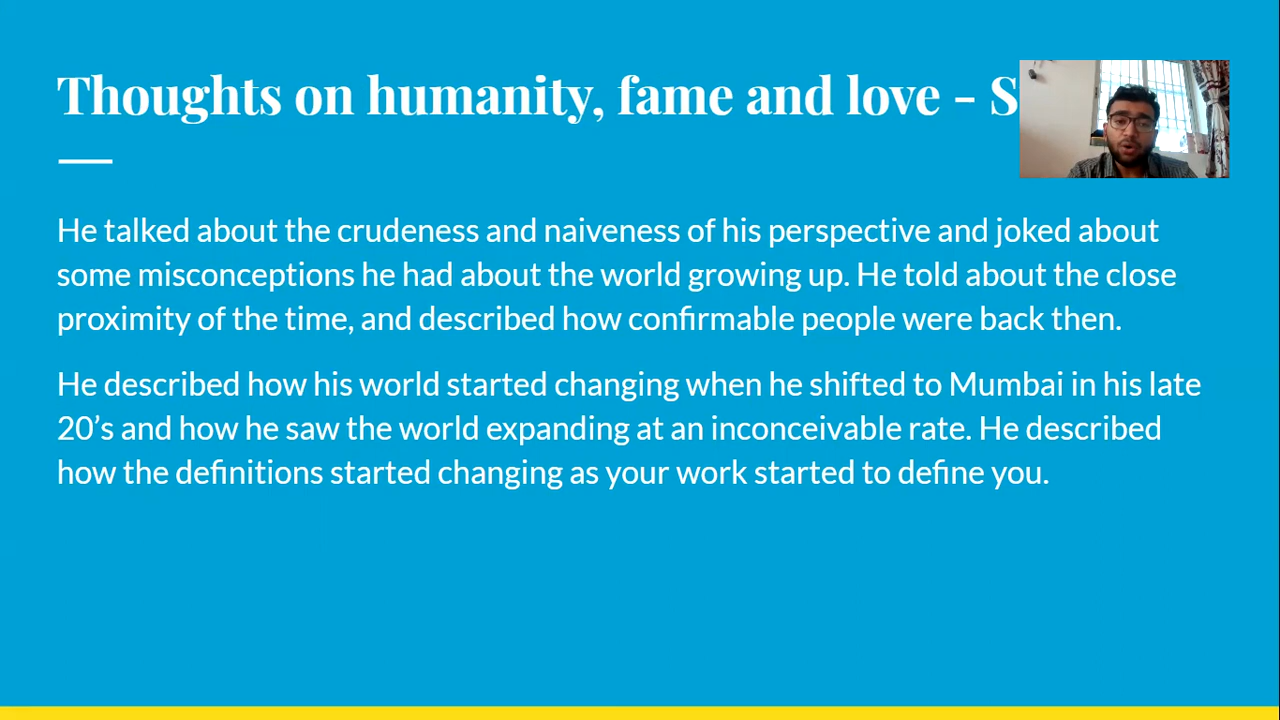 Thoughts on humanity, fame and love - S
He talked about the crudeness and naiveness of his perspective and joked about
some misconceptions he had about the world growing up. He told about the close
proximity of the time, and described how confirmable people were back then.
He described how his world started changing when he shifted to Mumbai in his late
20’s and how he saw the world expanding at an inconceivable rate. He described
how the definitions started changing as your work started to define you.